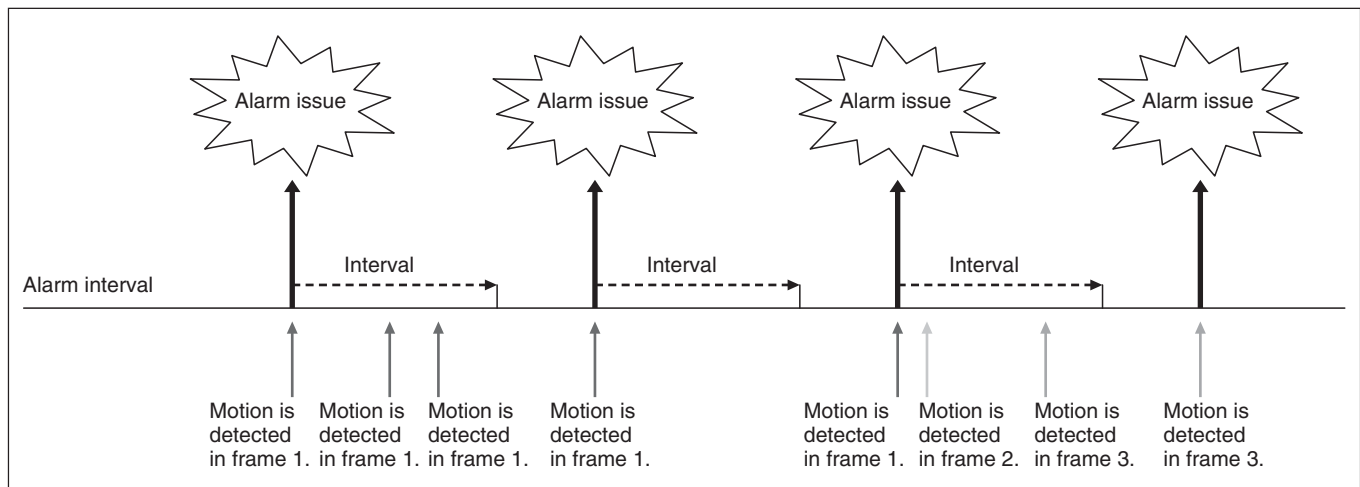 Alarm issue
Alarm issue
Alarm issue
Alarm issue
Interval
Interval
Interval
Alarm interval
Motion is
detected
in frame 1.
Motion is
detected
in frame 1.
Motion is
detected
in frame 1.
Motion is
detected
in frame 1.
Motion is
detected
in frame 1.
Motion is
detected
in frame 2.
Motion is
detected
in frame 3.
Motion is
detected
in frame 3.